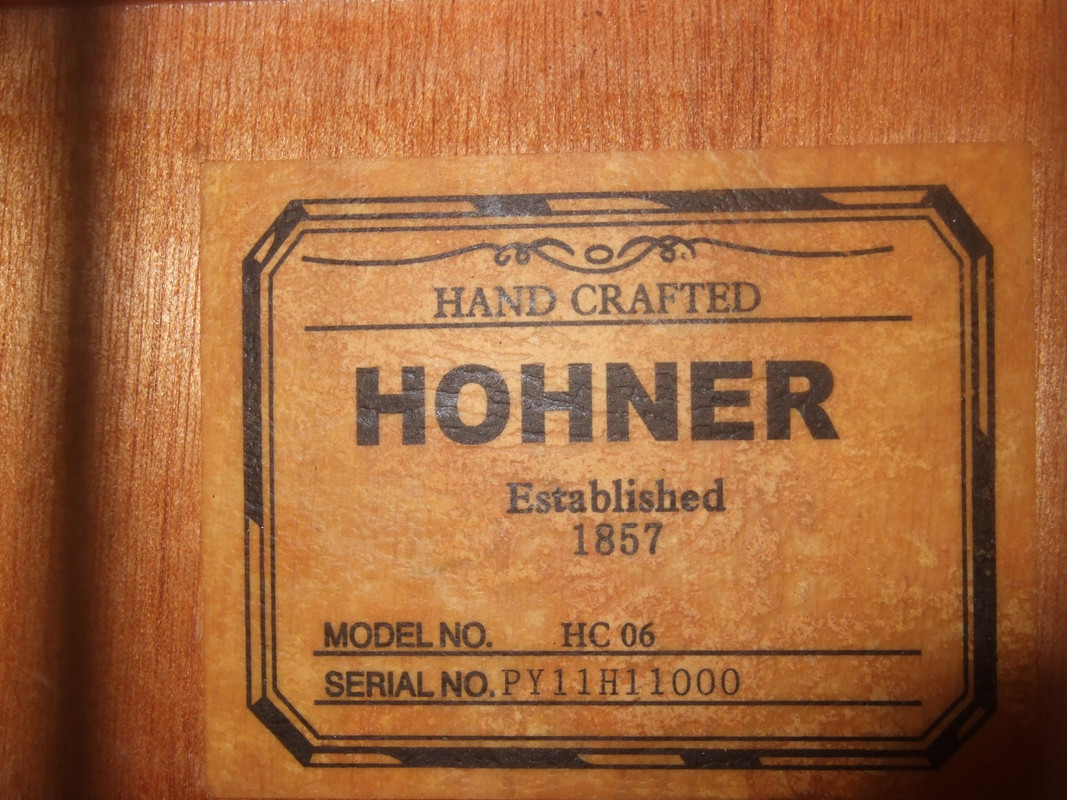 HAND CRAFTED
HOHNER
Established
1857
MODEL NO. HC 06
SERIAL NO. PY11H11000